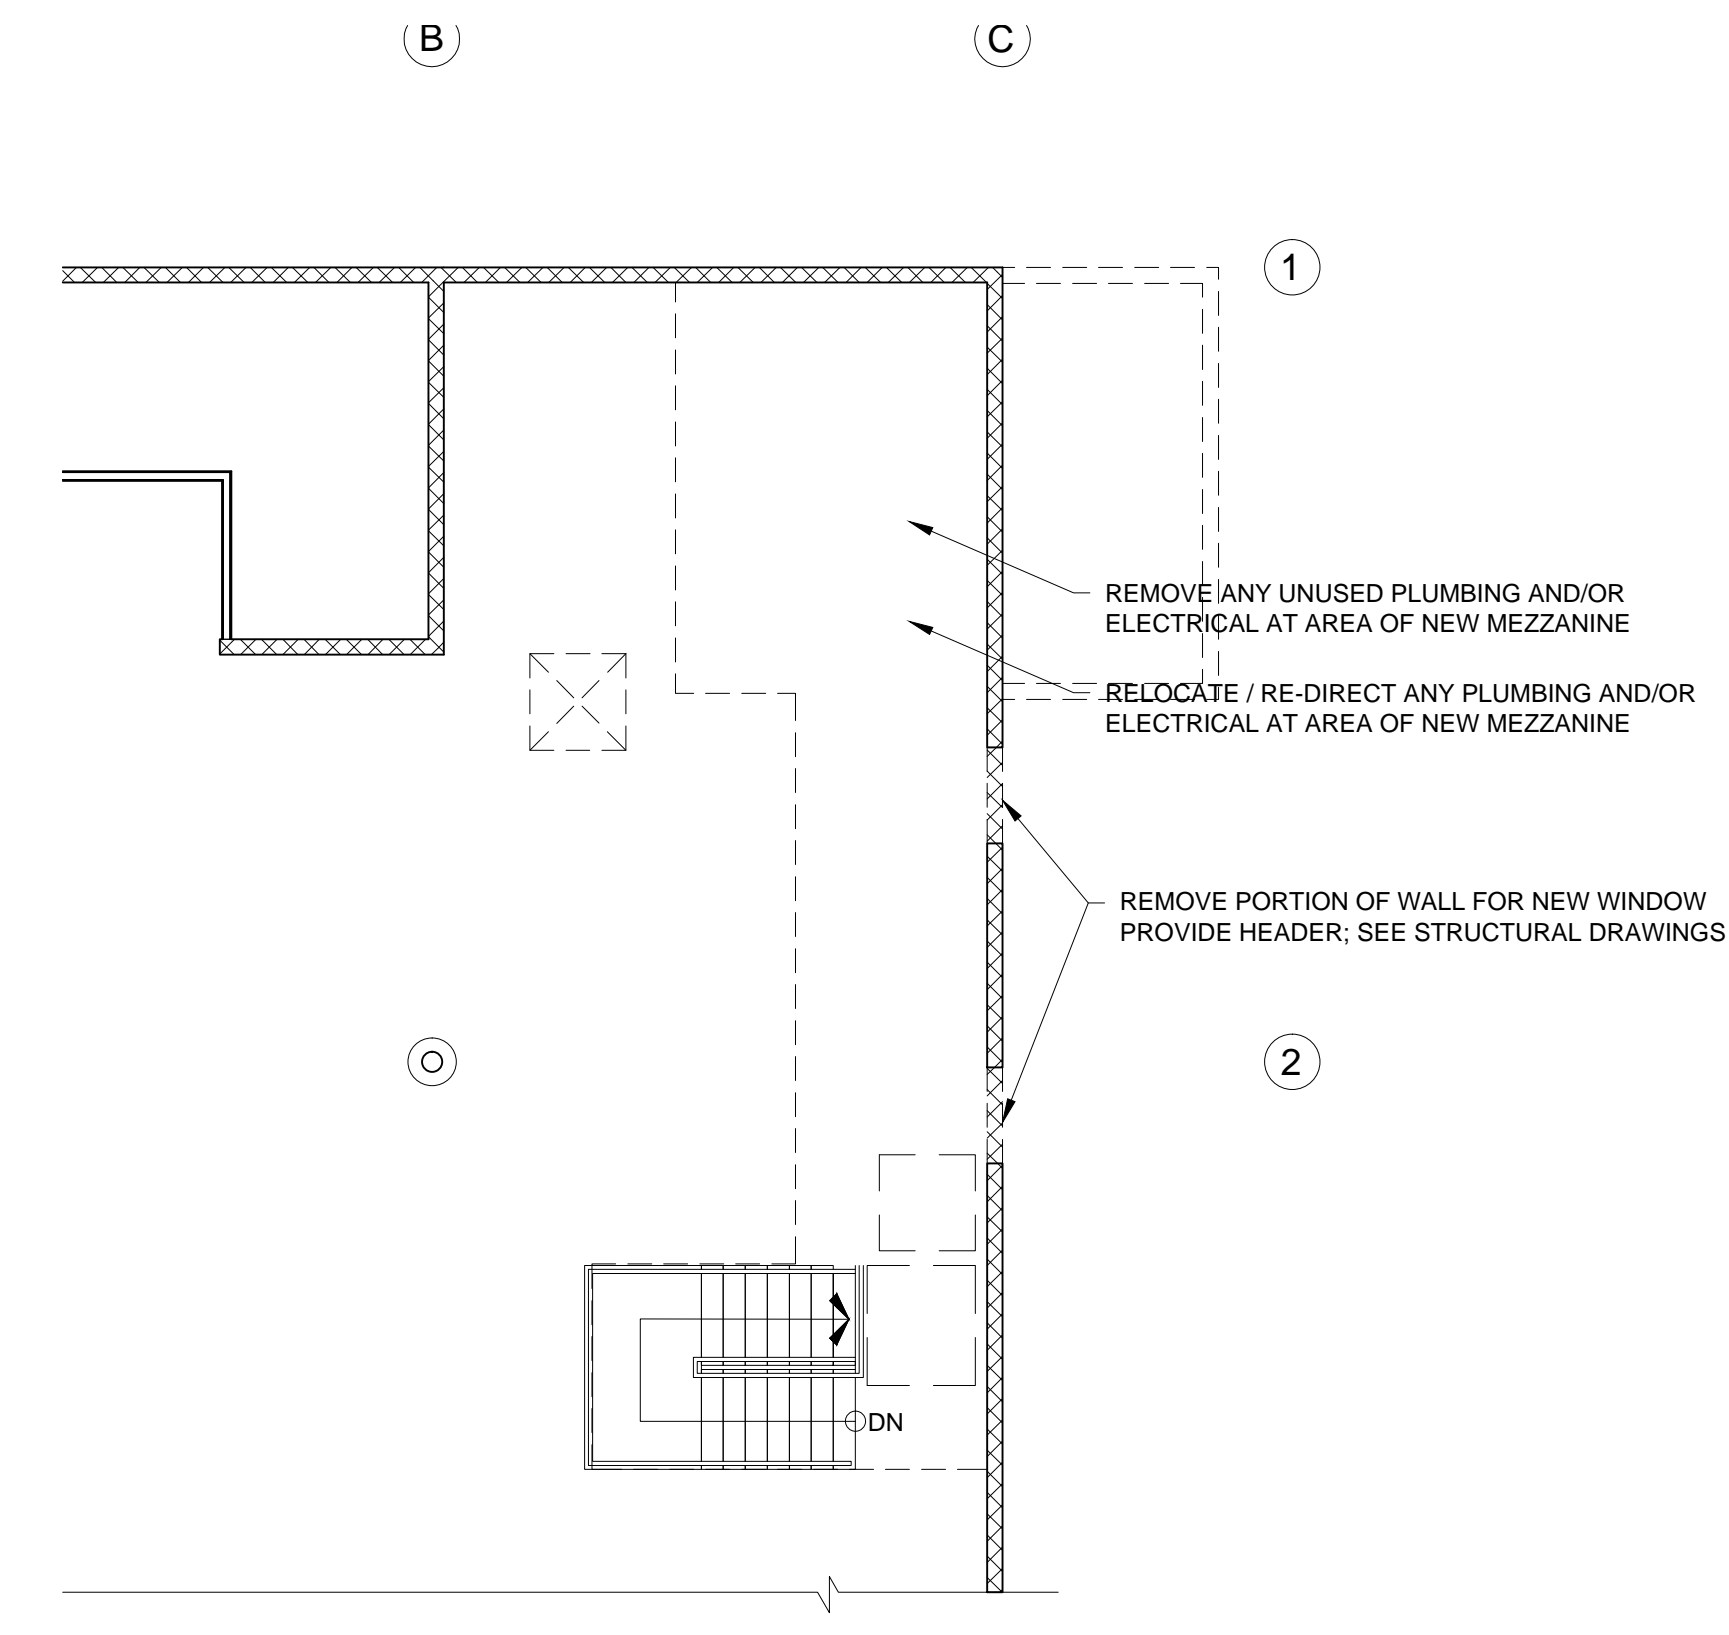 B
C
1
REMOVE ANY UNUSED PLUMBING AND/OR
ELECTRICAL AT AREA OF NEW MEZZANINE
RELOCATE / RE-DIRECT ANY PLUMBING AND/OR
ELECTRICAL AT AREA OF NEW MEZZANINE
REMOVE PORTION OF WALL FOR NEW WINDOW
PROVIDE HEADER; SEE STRUCTURAL DRAWINGS
2
DN